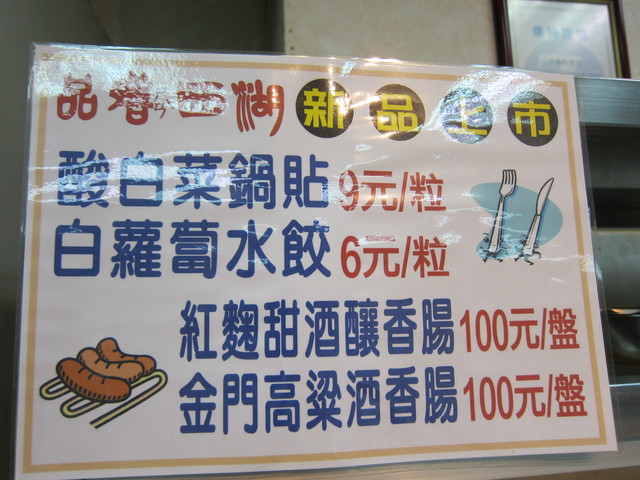 品香西湖 新品上市
酸白菜鍋貼 9元/粒
白蘿蔔水餃 6元/粒
紅麴甜酒釀香腸 100元/盤
金門高粱酒香腸 100元/盤